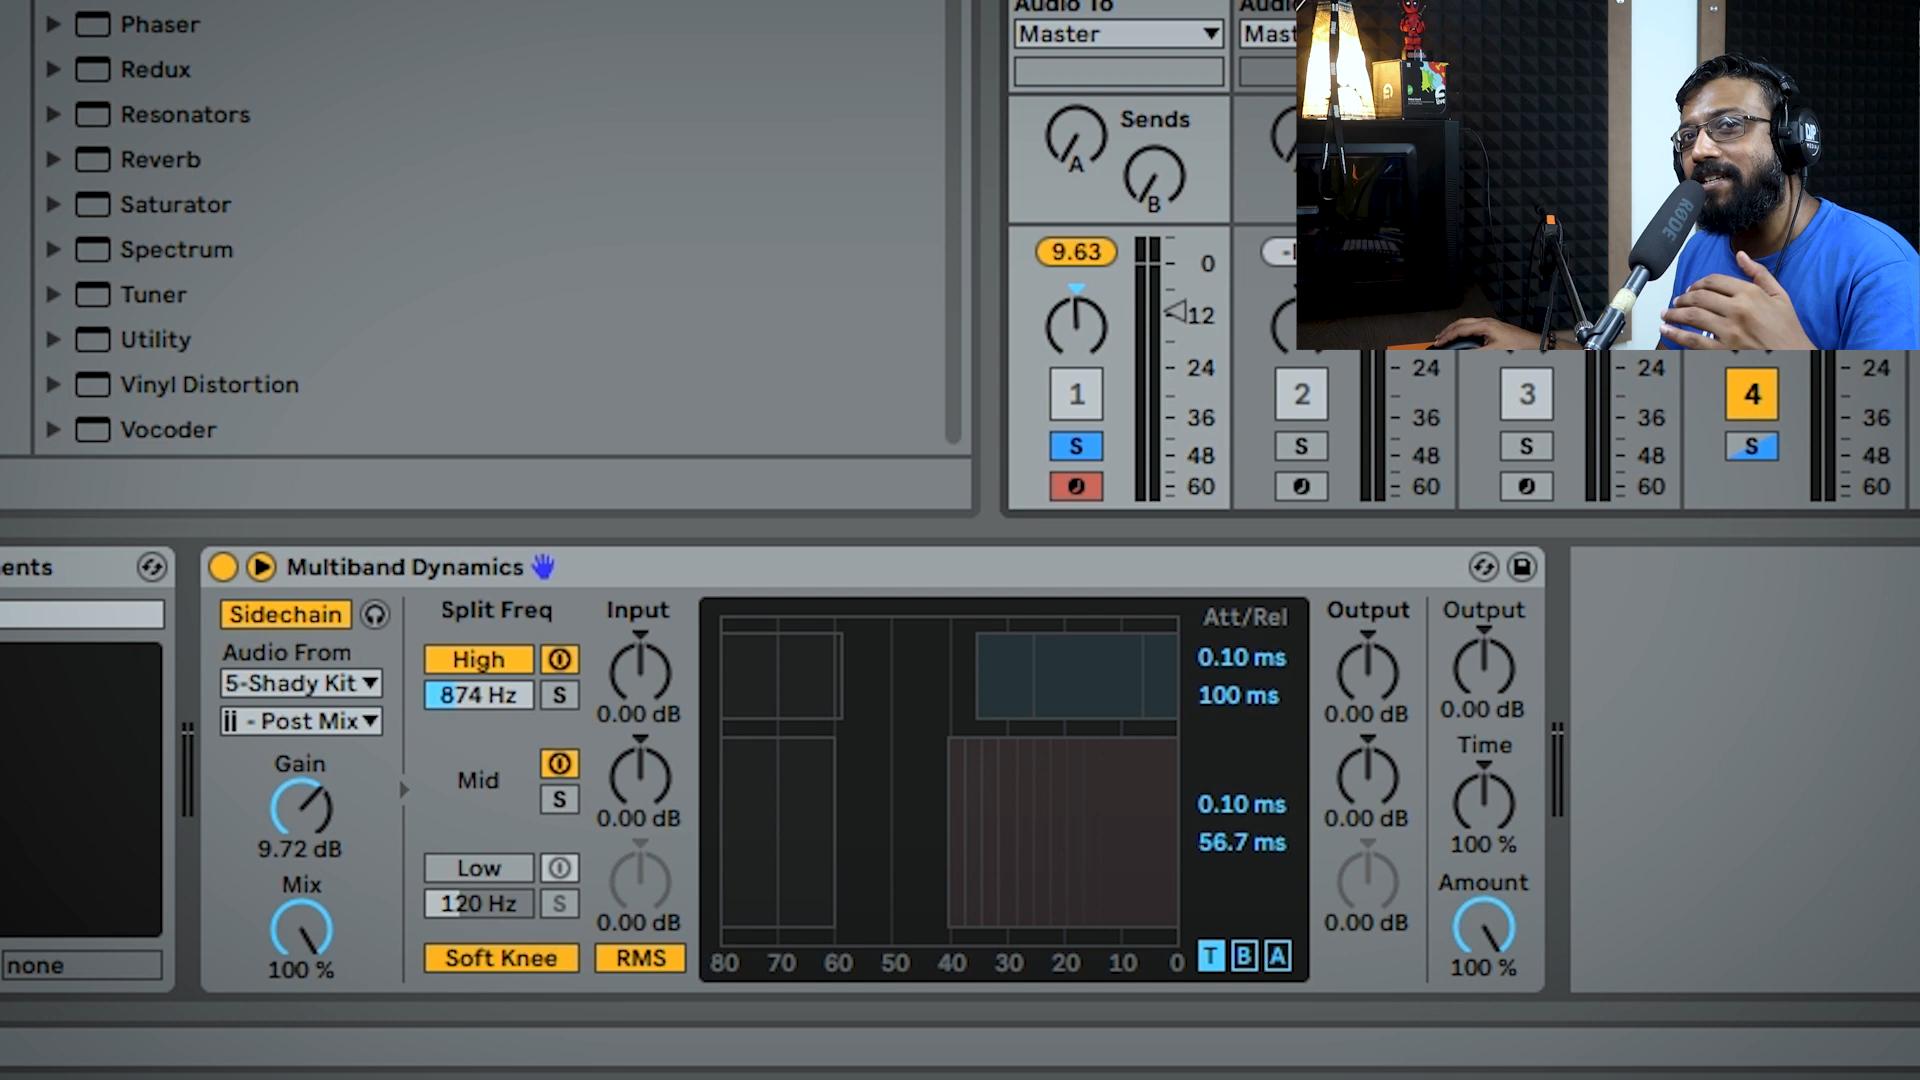 Phaser
Redux
Resonators
Reverb
Saturator
Spectrum
Tuner
Utility
Vinyl Distortion
Vocoder
Audio To
Master
Sends
A
B
9.63
0
12
24
36
48
60
1
S
2
S
24
36
48
60
3
S
24
36
48
60
4
S
24
36
48
60
RØDE
Multiband Dynamics
Sidechain
Audio From
5-Shady Kit
- Post Mix
Gain
9.72 dB
Mix
100 %
none
Split Freq
High
874 Hz
S
Mid
S
Low
120 Hz
S
Soft Knee
Input
0.00 dB
0.00 dB
0.00 dB
RMS
80 70 60 50 40 30 20 10 0
Att/Rel
0.10 ms
100 ms
0.10 ms
56.7 ms
T B A
Output
0.00 dB
0.00 dB
0.00 dB
Output
0.00 dB
Time
100 %
Amount
100 %